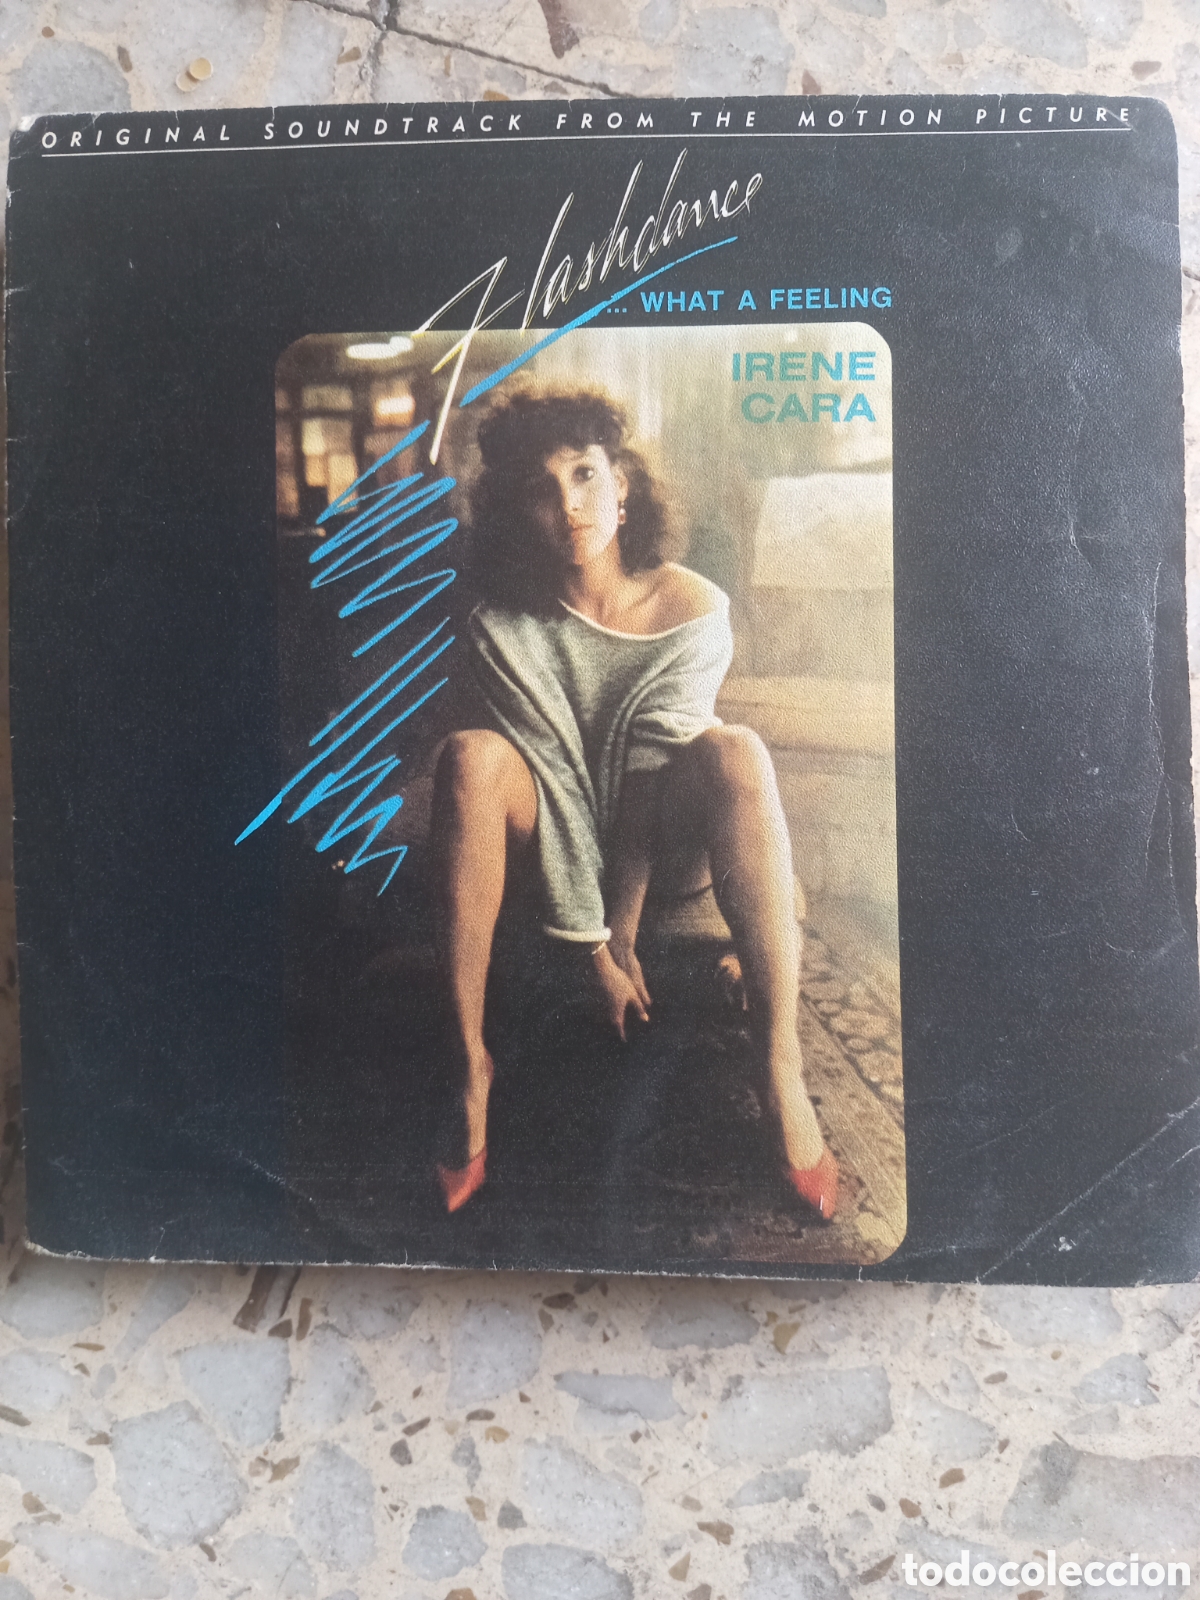 ORIGINAL SOUNDTRACK FROM THE MOTION PICTURE
Flashdance
... WHAT A FEELING
IRENE
CARA
todocoleccion